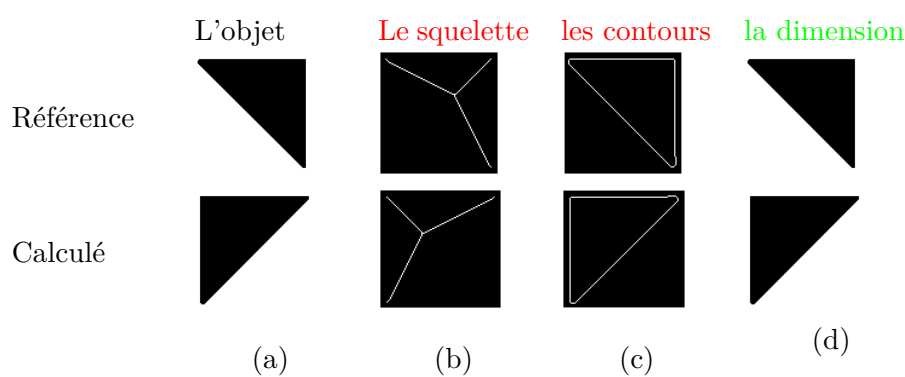 L'objet Le squelette les contours la dimension
Référence
Calculé
(a) (b) (c) (d)